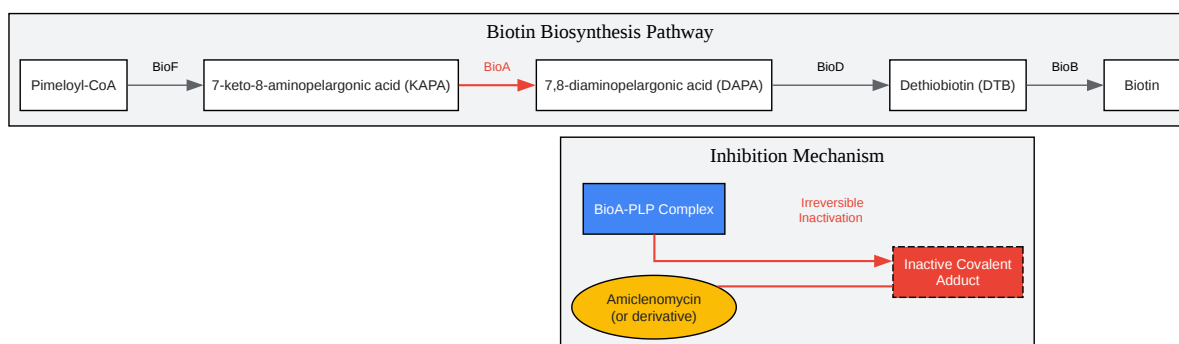 Biotin Biosynthesis Pathway
Pimeloyl-CoA
BioF
7-keto-8-aminopelargonic acid (KAPA)
BioA
7,8-diaminopelargonic acid (DAPA)
BioD
Dethiobiotin (DTB)
BioB
Biotin
Inhibition Mechanism
BioA-PLP Complex
Irreversible
Inactivation
Inactive Covalent
Adduct
Amiclenomycin
(or derivative)